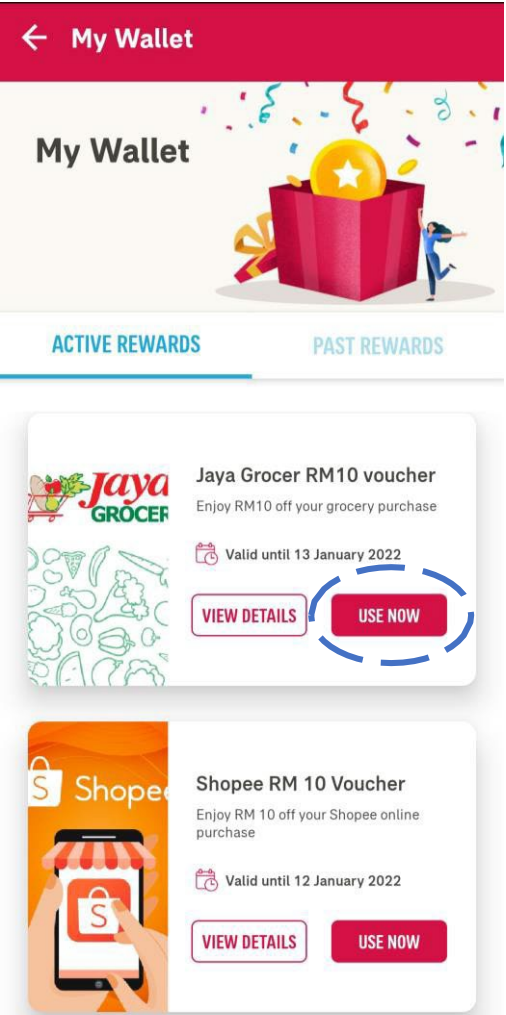 My Wallet
My Wallet
ACTIVE REWARDS PAST REWARDS
Jaya
GROCER
Jaya Grocer RM10 voucher
Enjoy RM10 off your grocery purchase
Valid until 13 January 2022
VIEW DETAILS USE NOW
S Shopee
S
Shopee RM 10 Voucher
Enjoy RM 10 off your Shopee online
purchase
Valid until 12 January 2022
VIEW DETAILS USE NOW